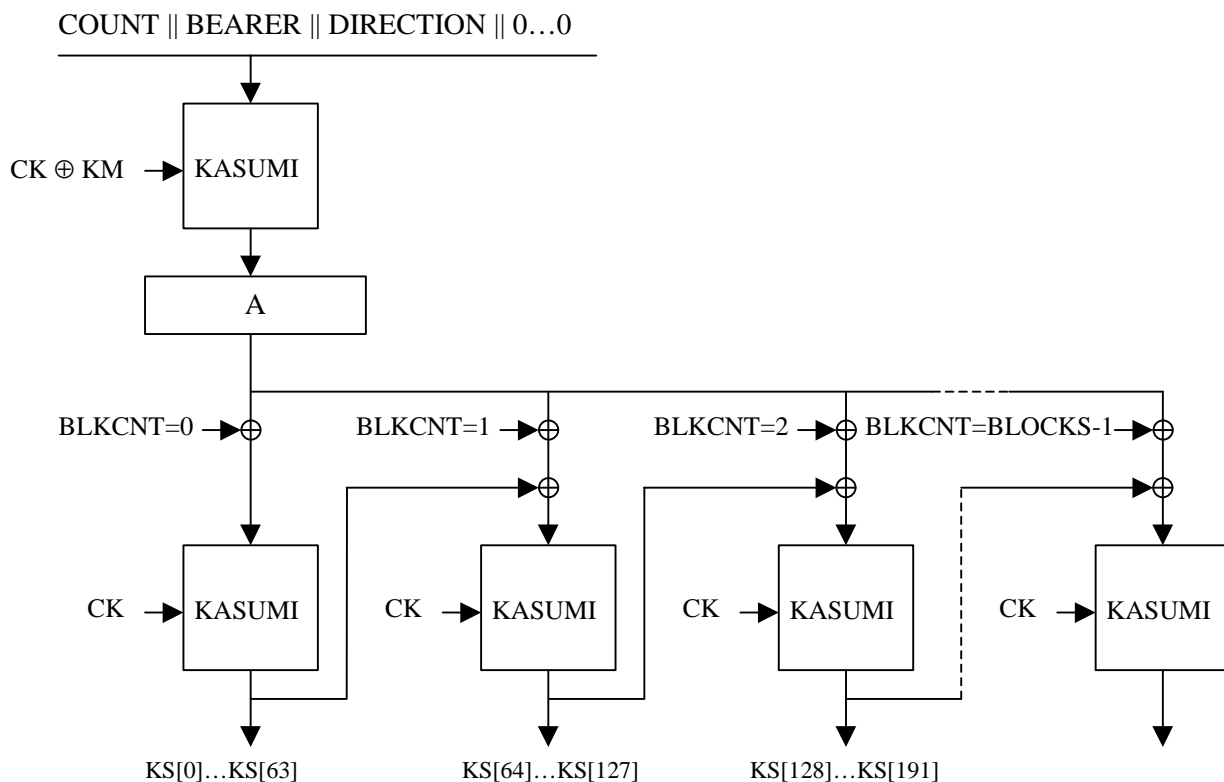 COUNT || BEARER || DIRECTION || 0…0
CK ⊕ KM
KASUMI
A
BLKCNT=0
BLKCNT=1
BLKCNT=2
BLKCNT=BLOCKS-1
CK
KASUMI
CK
KASUMI
CK
KASUMI
CK
KASUMI
KS[0]…KS[63]
KS[64]…KS[127]
KS[128]…KS[191]